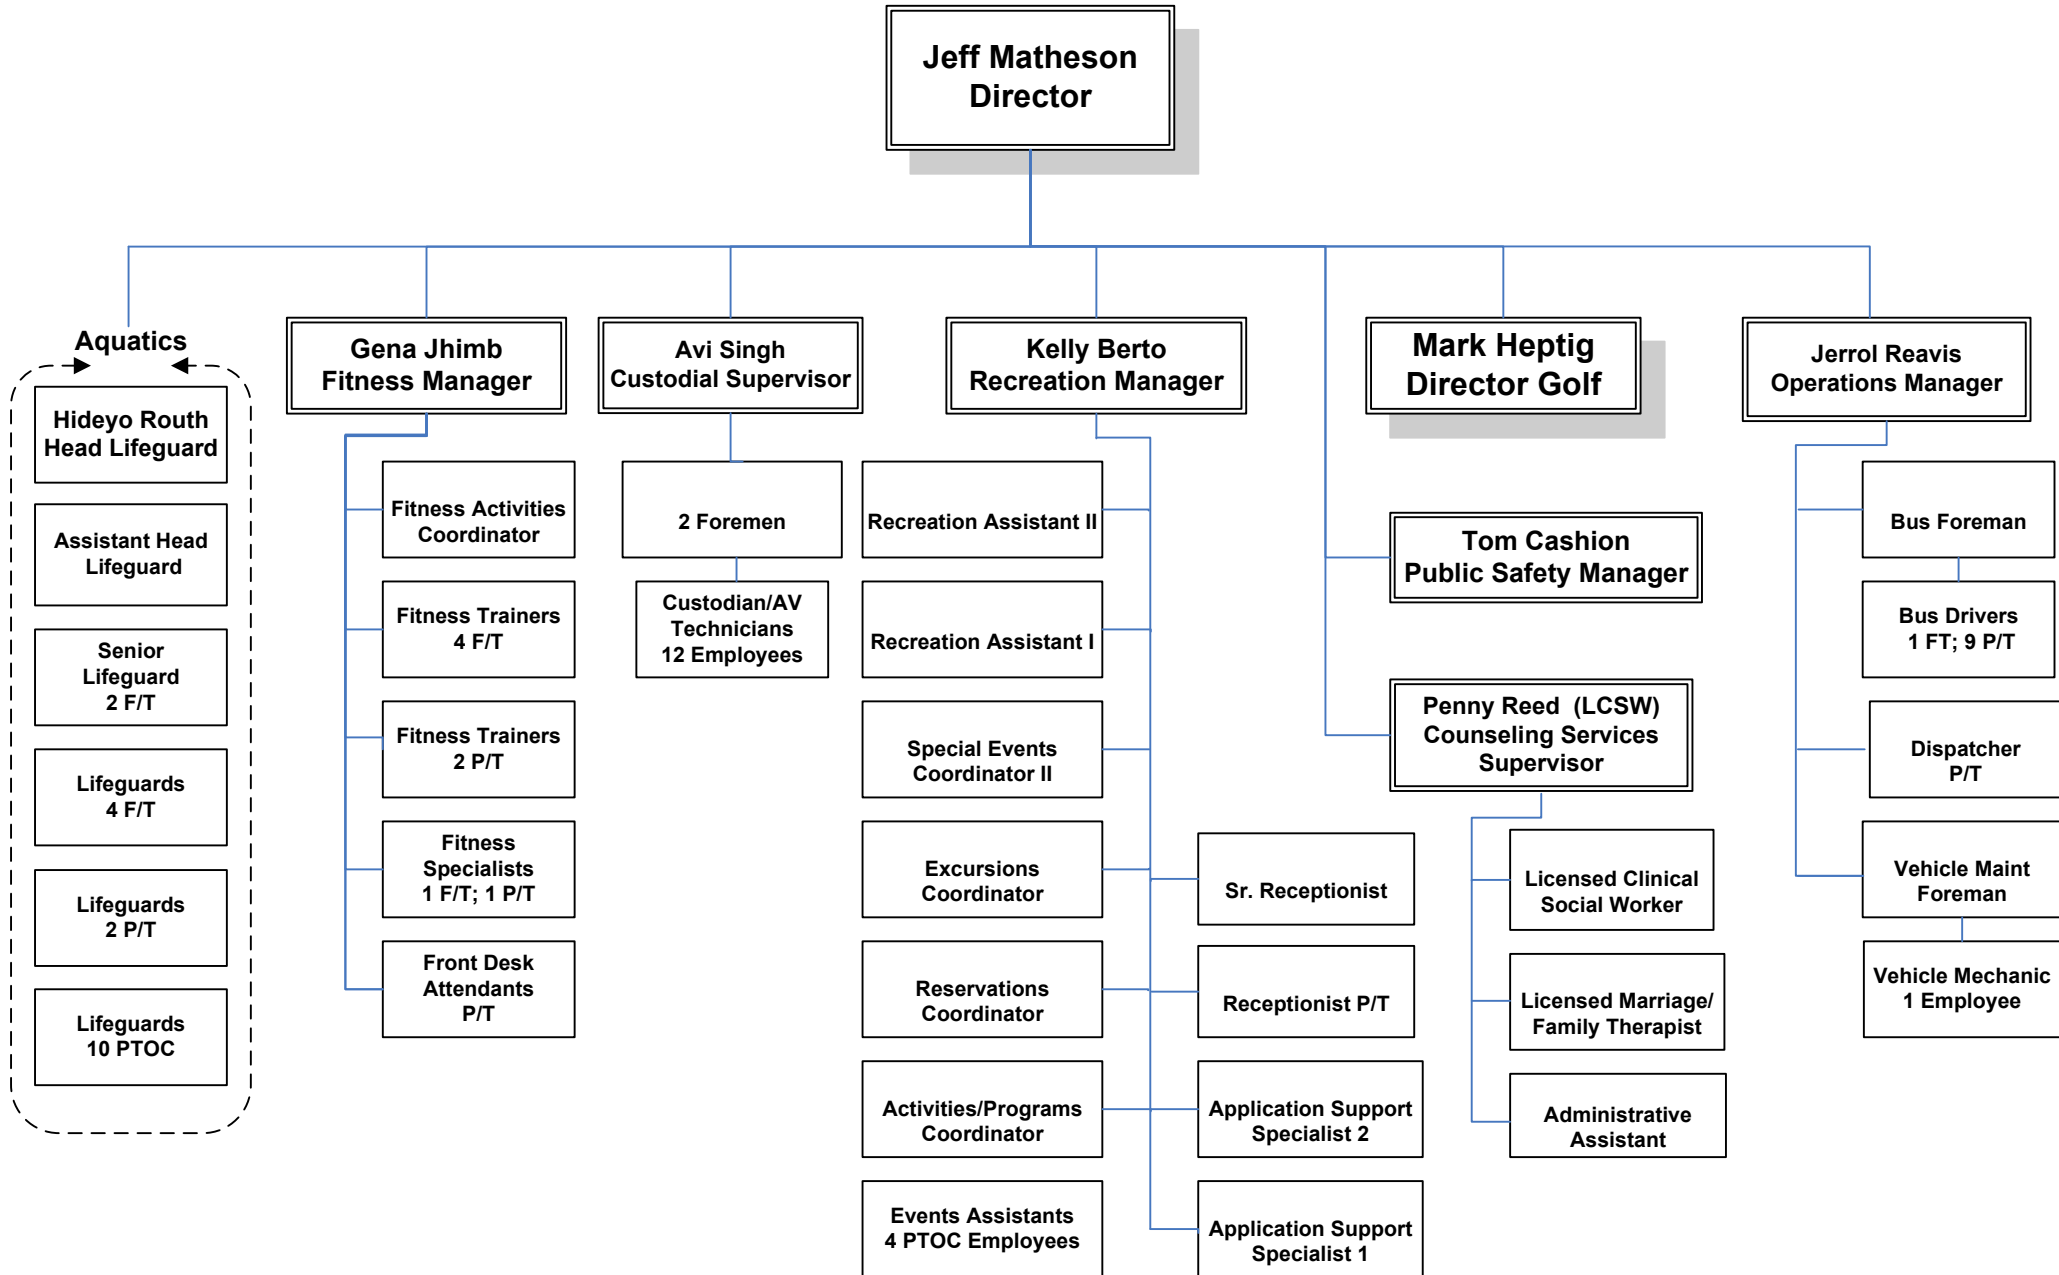 Jeff Matheson
Director
Aquatics
Hideyo Routh
Head Lifeguard
Assistant Head
Lifeguard
Senior
Lifeguard
2 F/T
Lifeguards
4 F/T
Lifeguards
2 P/T
Lifeguards
10 PTOC
Gena Jhimb
Fitness Manager
Fitness Activities
Coordinator
Fitness Trainers
4 F/T
Fitness Trainers
2 P/T
Fitness
Specialists
1 F/T; 1 P/T
Front Desk
Attendants
P/T
Avi Singh
Custodial Supervisor
2 Foremen
Custodian/AV
Technicians
12 Employees
Kelly Berto
Recreation Manager
Recreation Assistant II
Recreation Assistant I
Special Events
Coordinator II
Excursions
Coordinator
Reservations
Coordinator
Activities/Programs
Coordinator
Events Assistants
4 PTOC Employees
Sr. Receptionist
Receptionist P/T
Application Support
Specialist 2
Application Support
Specialist 1
Mark Heptig
Director Golf
Tom Cashion
Public Safety Manager
Penny Reed  (LCSW)
Counseling Services
Supervisor
Licensed Clinical
Social Worker
Licensed Marriage/
Family Therapist
Administrative
Assistant
Jerrol Reavis
Operations Manager
Bus Foreman
Bus Drivers
1 FT; 9 P/T
Dispatcher
P/T
Vehicle Maint
Foreman
Vehicle Mechanic
1 Employee